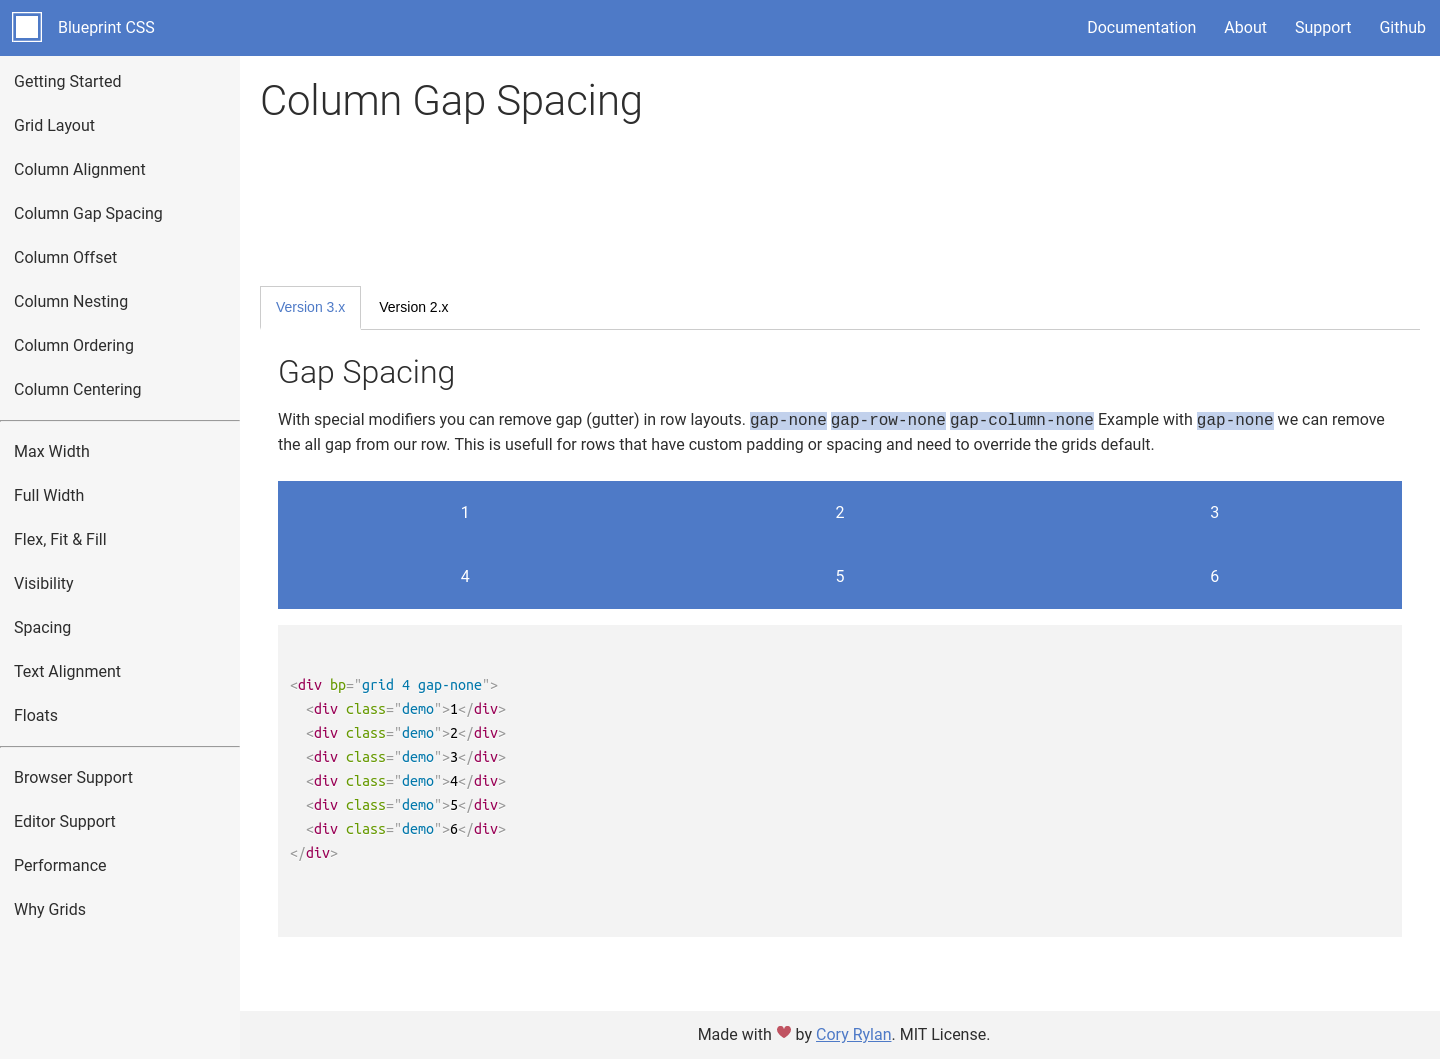 Blueprint CSS
Documentation About Support Github
Getting Started
Grid Layout
Column Alignment
Column Gap Spacing
Column Offset
Column Nesting
Column Ordering
Column Centering
Max Width
Full Width
Flex, Fit & Fill
Visibility
Spacing
Text Alignment
Floats
Browser Support
Editor Support
Performance
Why Grids
Column Gap Spacing
Version 3.x Version 2.x
Gap Spacing
With special modifiers you can remove gap (gutter) in row layouts. gap-none gap-row-none gap-column-none Example with gap-none we can remove
the all gap from our row. This is usefull for rows that have custom padding or spacing and need to override the grids default.
1 2 3
4 5 6
<div bp="grid 4 gap-none">
  <div class="demo">1</div>
  <div class="demo">2</div>
  <div class="demo">3</div>
  <div class="demo">4</div>
  <div class="demo">5</div>
  <div class="demo">6</div>
</div>
Made with ❤ by Cory Rylan. MIT License.